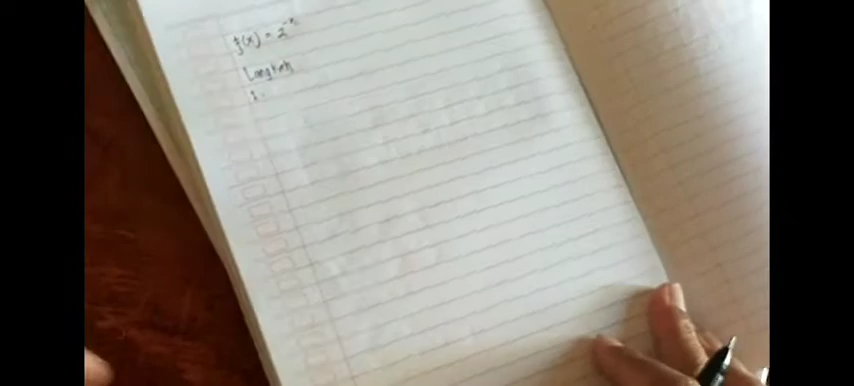 f(x) = 2⁻ˣ
Langkah
1.